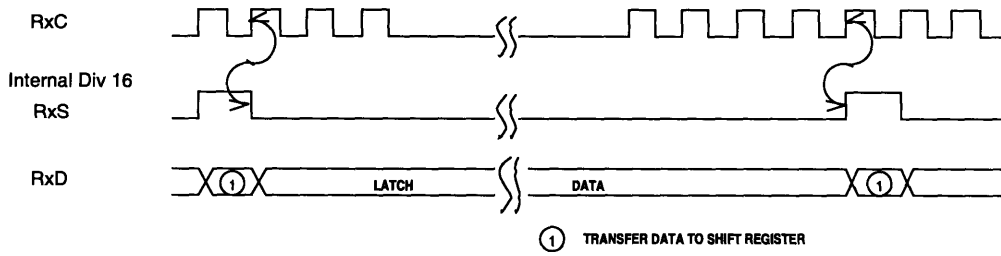 RxC
Internal Div 16
RxS
RxD
1
LATCH
DATA
1
1 TRANSFER DATA TO SHIFT REGISTER